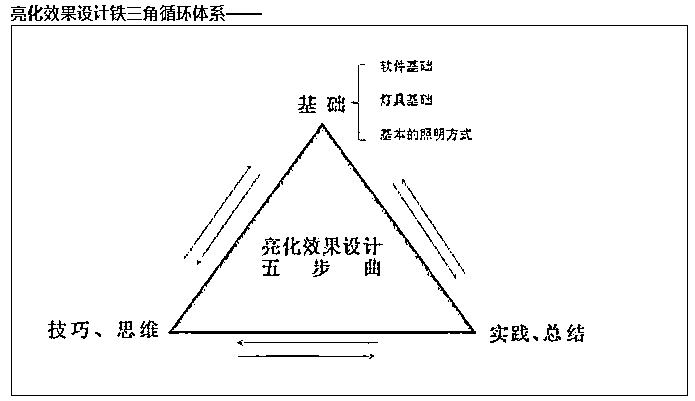 亮化效果设计铁三角循环体系——
软件基础
基础
灯具基础
基本的照明方式
亮化效果设计
五步曲
技巧、思维
实践、总结